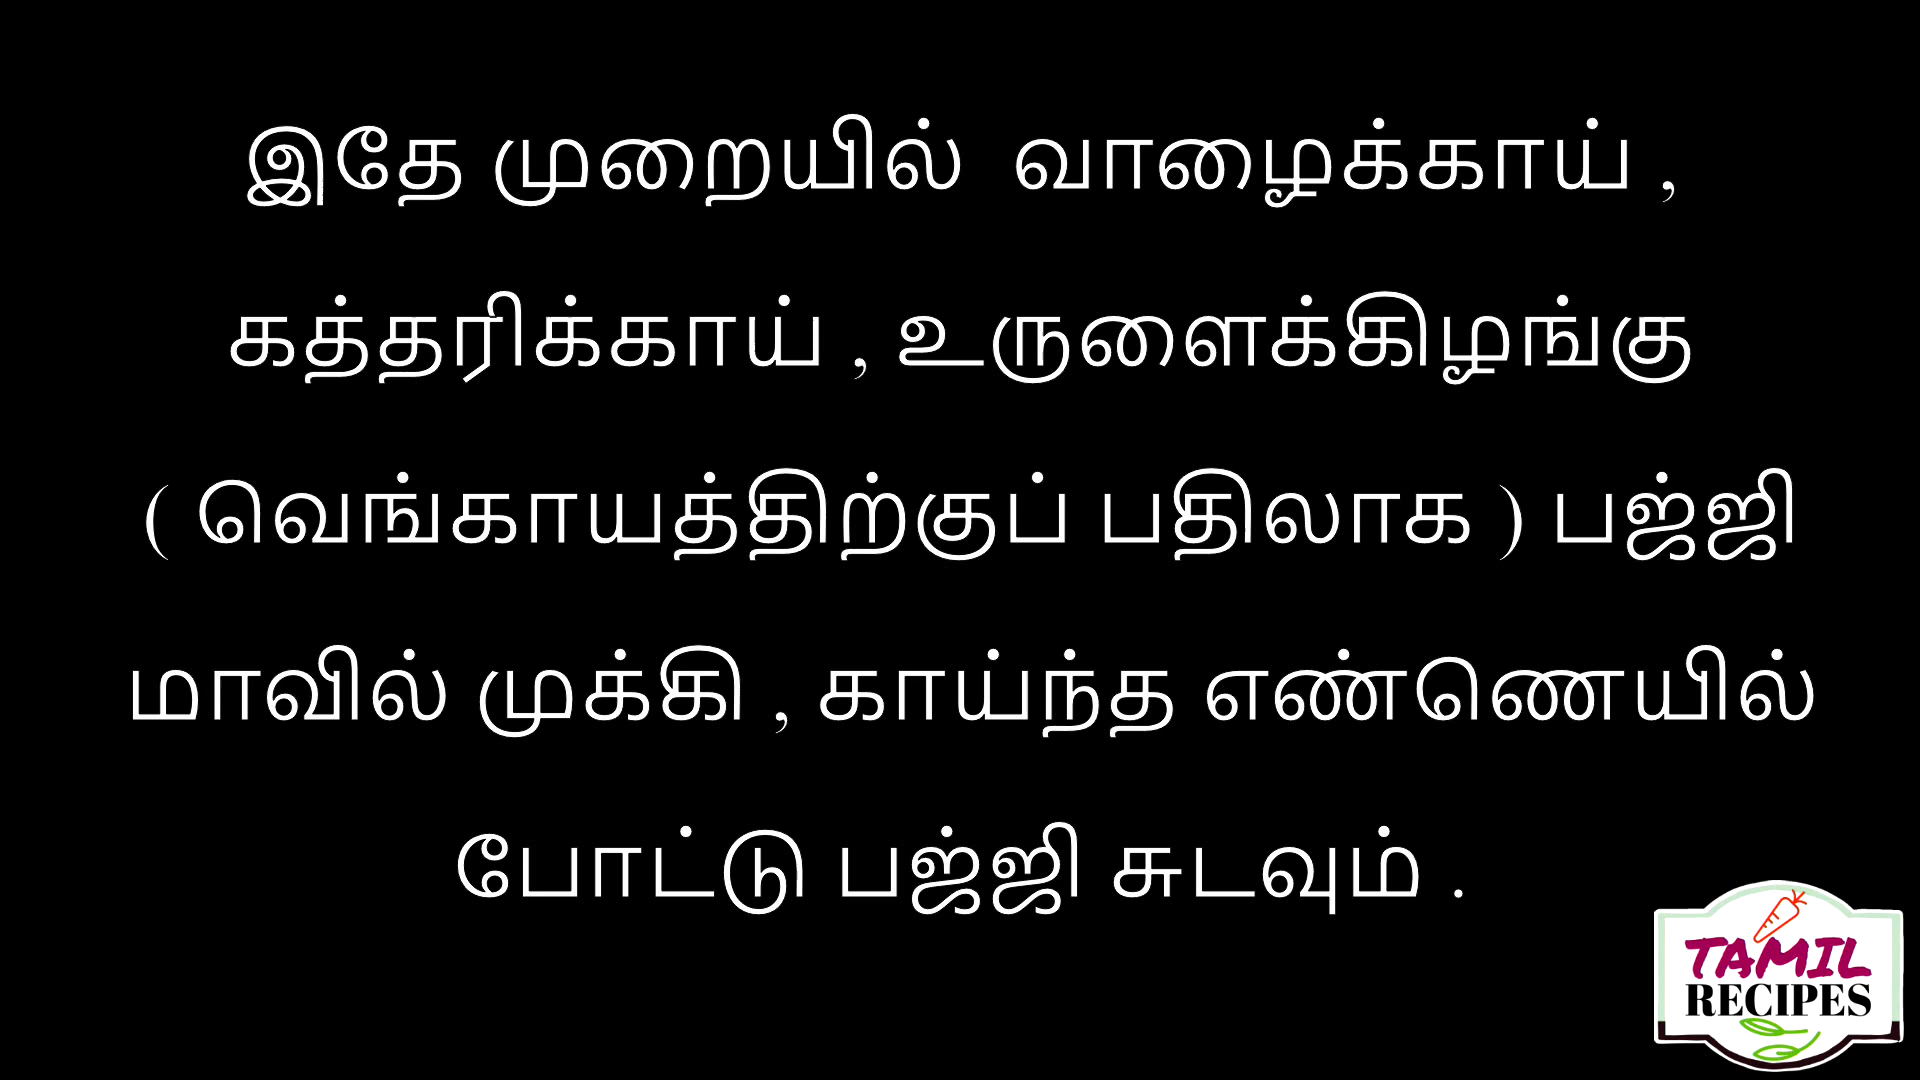 இதே முறையில் வாழைக்காய் ,
கத்தரிக்காய் , உருளைக்கிழங்கு
( வெங்காயத்திற்குப் பதிலாக ) பஜ்ஜி
மாவில் முக்கி , காய்ந்த எண்ணெயில்
போட்டு பஜ்ஜி சுடவும் .
TAMIL
RECIPES